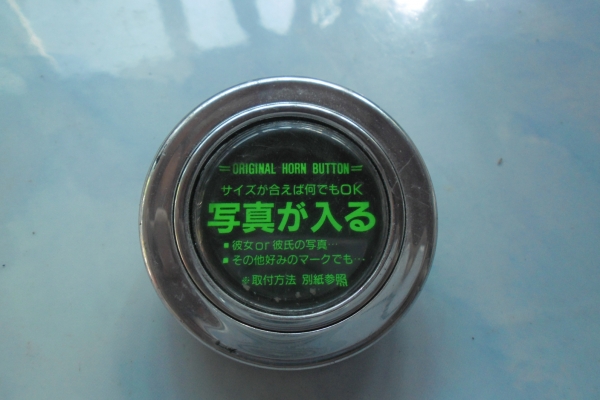 ORIGINAL HORN BUTTON
サイズが合えば何でもOK
写真が入る
■彼女or彼氏の写真…
■その他好みのマークでも…
※取付方法 別紙参照